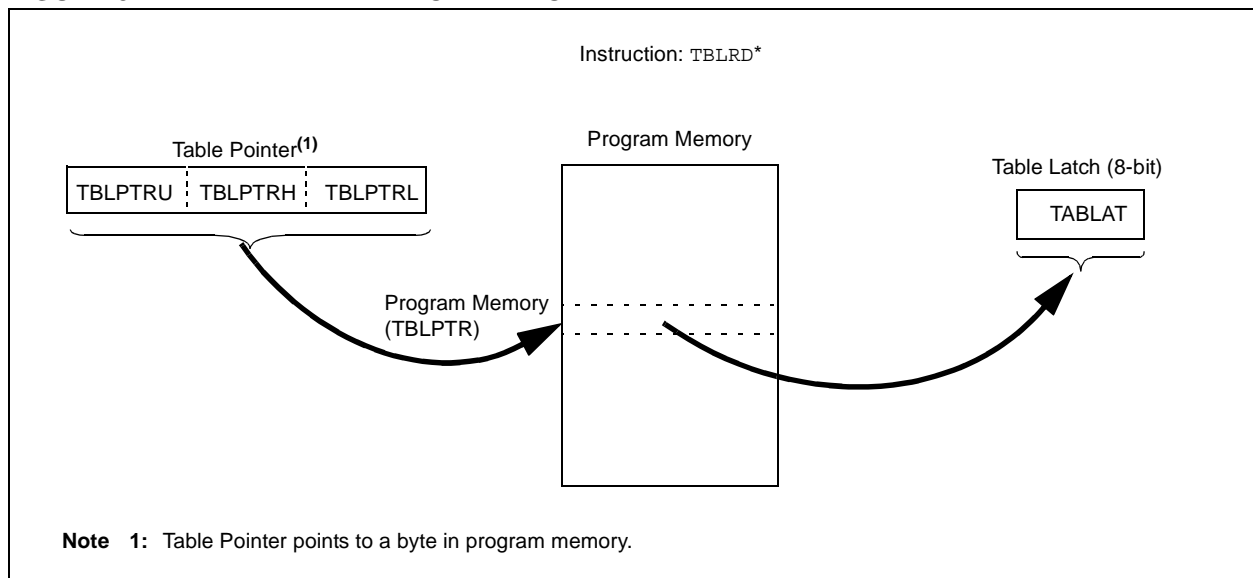 Instruction: TBLRD*
Program Memory
Table Pointer(1)
Table Latch (8-bit)
TBLPTRU TBLPTRH TBLPTRL
TABLAT
Program Memory
(TBLPTR)
Note 1: Table Pointer points to a byte in program memory.